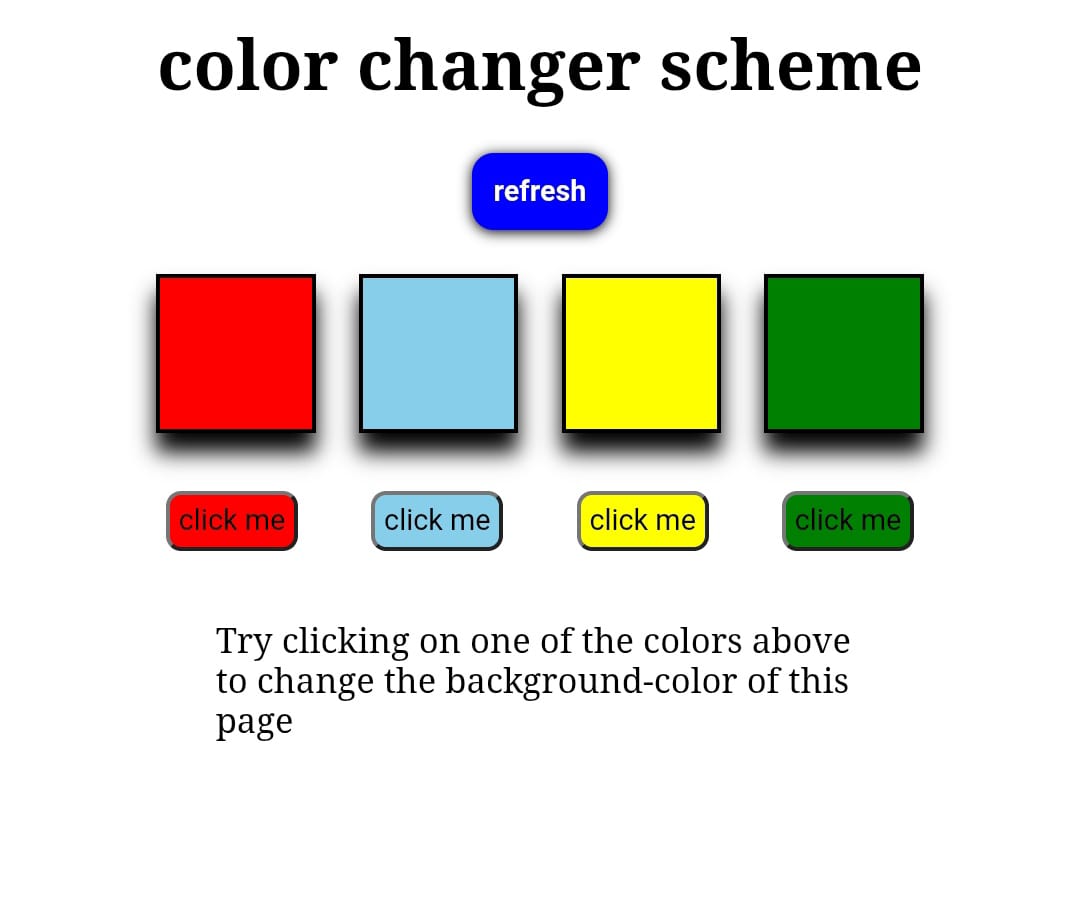 color changer scheme
refresh
click me click me click me click me
Try clicking on one of the colors above
to change the background-color of this
page